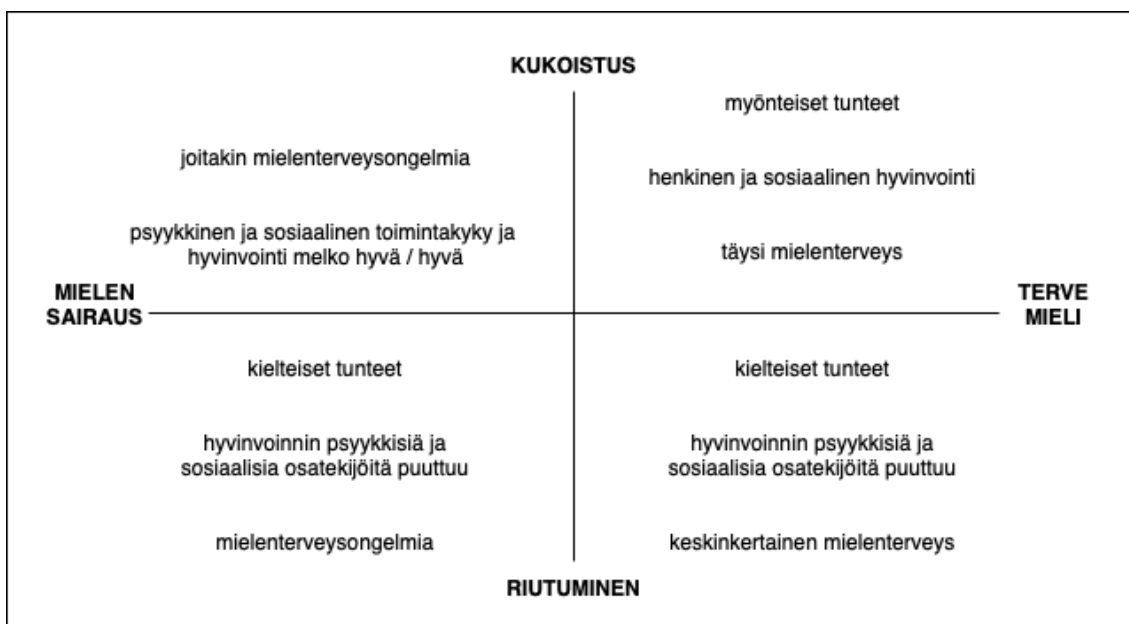 KUKOISTUS
myönteiset tunteet
joitakin mielenterveysongelmia
henkinen ja sosiaalinen hyvinvointi
psyykkinen ja sosiaalinen toimintakyky ja
hyvinvointi melko hyvä / hyvä
täysi mielenterveys
MIELEN
SAIRAUS
TERVE
MIELI
kielteiset tunteet
kielteiset tunteet
hyvinvoinnin psyykkisiä ja
sosiaalisia osatekijöitä puuttuu
hyvinvoinnin psyykkisiä ja
sosiaalisia osatekijöitä puuttuu
mielenterveysongelmia
keskinkertainen mielenterveys
RIUTUMINEN